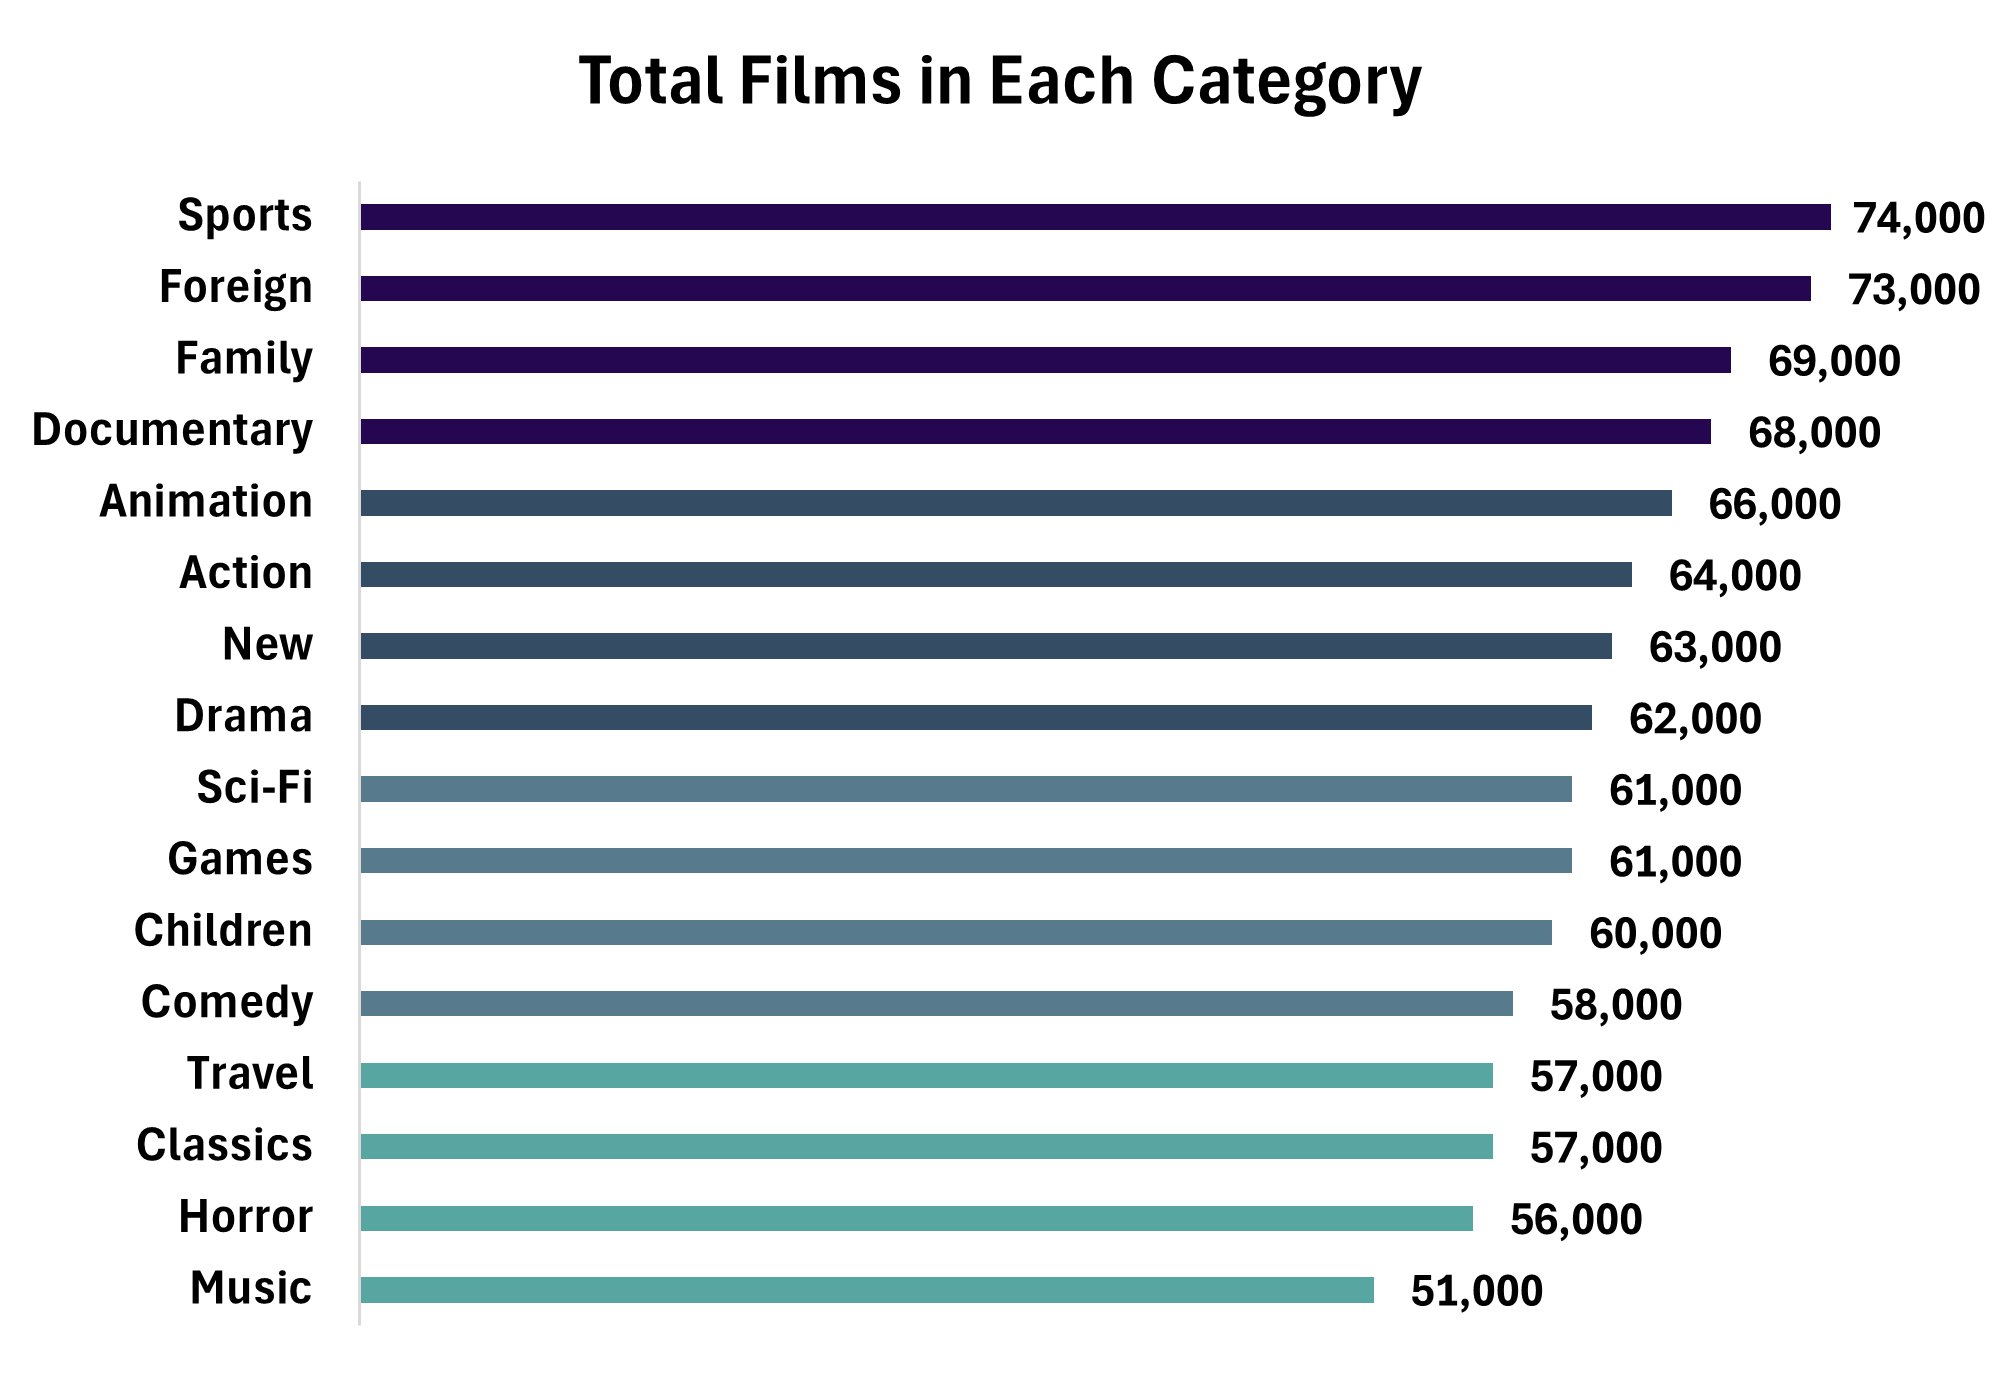 Total Films in Each Category
Sports 74,000
Foreign 73,000
Family 69,000
Documentary 68,000
Animation 66,000
Action 64,000
New 63,000
Drama 62,000
Sci-Fi 61,000
Games 61,000
Children 60,000
Comedy 58,000
Travel 57,000
Classics 57,000
Horror 56,000
Music 51,000